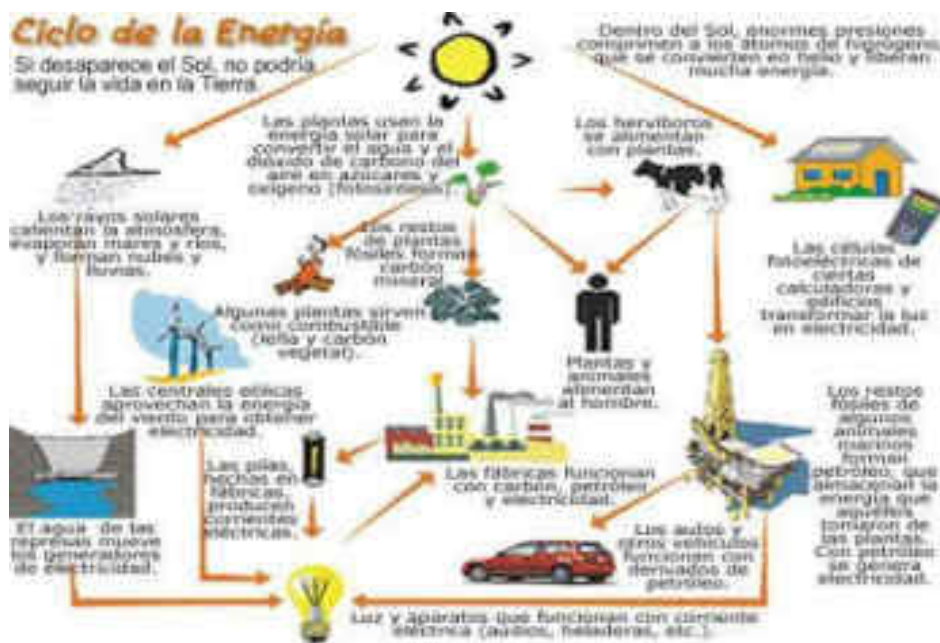 Ciclo de la Energía
Si desaparece el Sol, no podría
seguir la vida en la Tierra.
Dentro del Sol, enormes presiones
comprimen a los átomos de hidrógeno,
que se convierten en helio y liberan
mucha energía.
Las plantas usan la
energía solar para
convertir el agua y el
dióxido de carbono del
aire en azúcares y
oxígeno (fotosíntesis)
Los herviboros
se alimentan
con plantas.
Los rayos solares
calientan la atmósfera,
evaporan mares y ríos,
y forman nubes y
lluvias.
Los restos
de plantas
fósiles forman
carbón
mineral
Las células
fotoeléctricas de
ciertas
calculadoras y
edificios
transforman la luz
en electricidad.
Algunas plantas sirven
como combustible
(leña y carbón
vegetal).
Plantas y
animales
alimentan
al hombre.
Las centrales eólicas
aprovechan la energía
del viento para obtener
electricidad.
Los restos
fósiles de
algunos
animales
marinos forman
petróleo, que
almacenan la
energía que
aquellos
tomaron de
las plantas.
Con petróleo
se genera
electricidad.
Las pilas,
hechas en
fábricas,
producen
corrientes
eléctricas.
Las fábricas funcionan
con carbón, petróleo
y electricidad.
El agua de las
represas mueve
los generadores
de electricidad.
Los autos y
otros vehículos
funcionan con
derivados de
petróleo.
Luz y aparatos que funcionan con corriente
eléctrica (audios, heladeras, etc.).